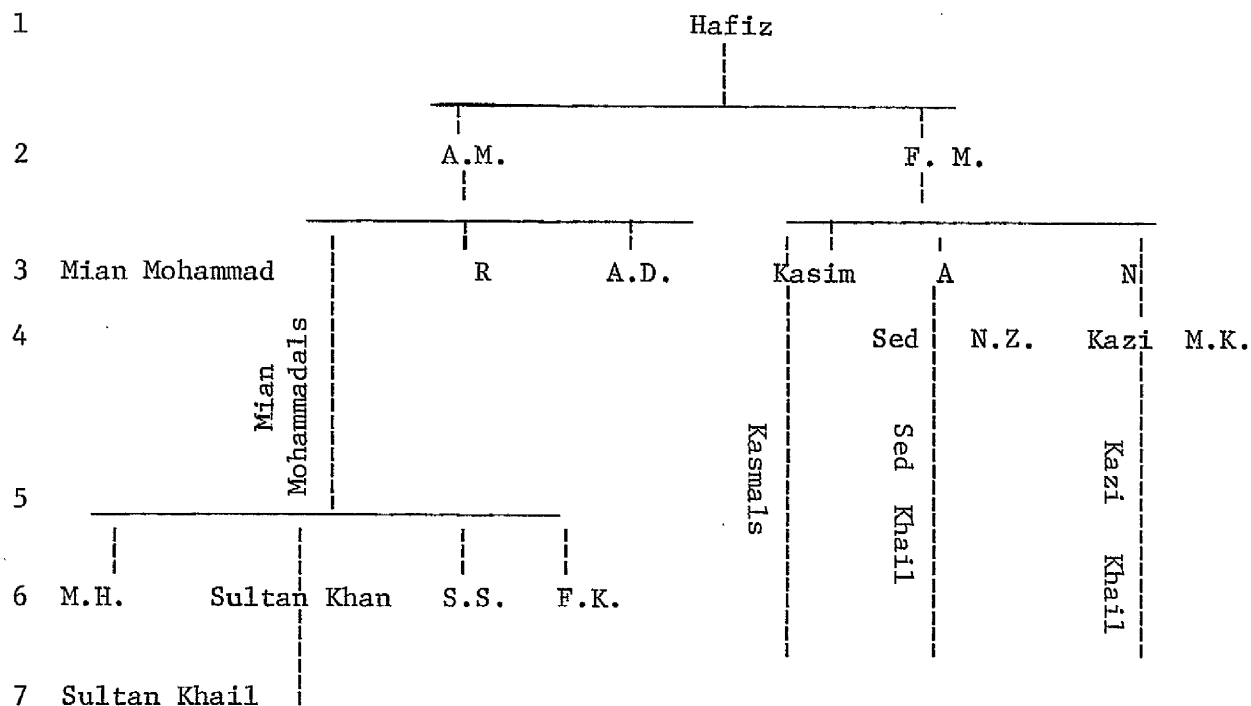 1 Hafiz
2 A.M. F. M.
3 Mian Mohammad R A.D. Kasim A N
4 Sed N.Z. Kazi M.K.
Mian
Mohammadals
Kasmals
Sed Khail
Kazi Khail
5
6 M.H. Sultan Khan S.S. F.K.
7 Sultan Khail